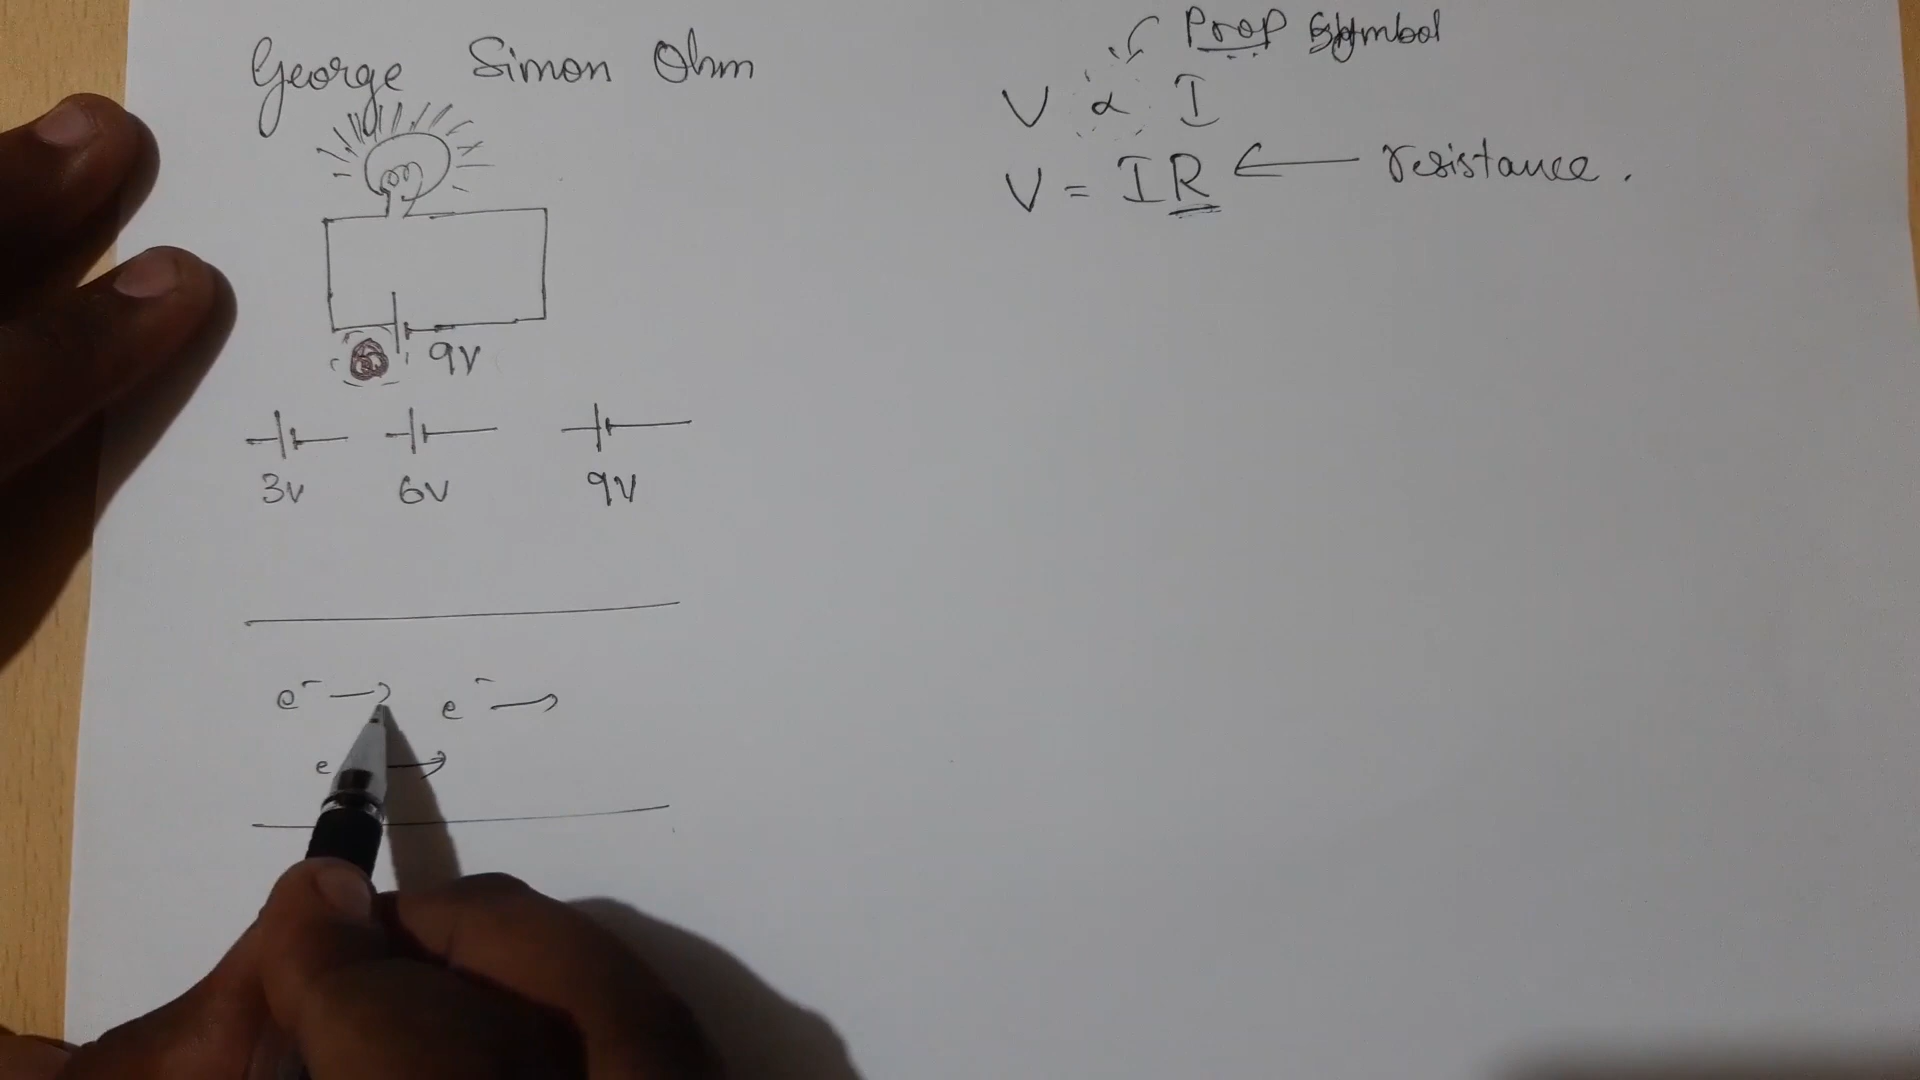 George Simon Ohm
9V
3V 6V 9V
e⁻ e⁻
e
Prop Symbol
V ∝ I
V = IR ← resistance.